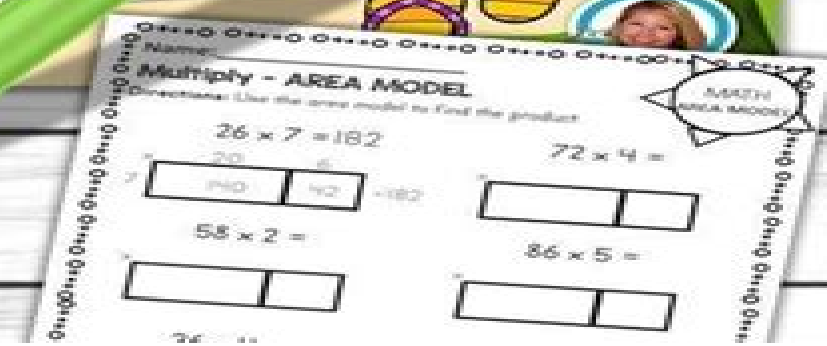 Name:
Multiply - AREA MODEL
Directions: Use the area model to find the product
MATH
AREA MODEL
26 x 7 = 182
72 x 4 =
20 6
7 140 42 =182
58 x 2 =
86 x 5 =